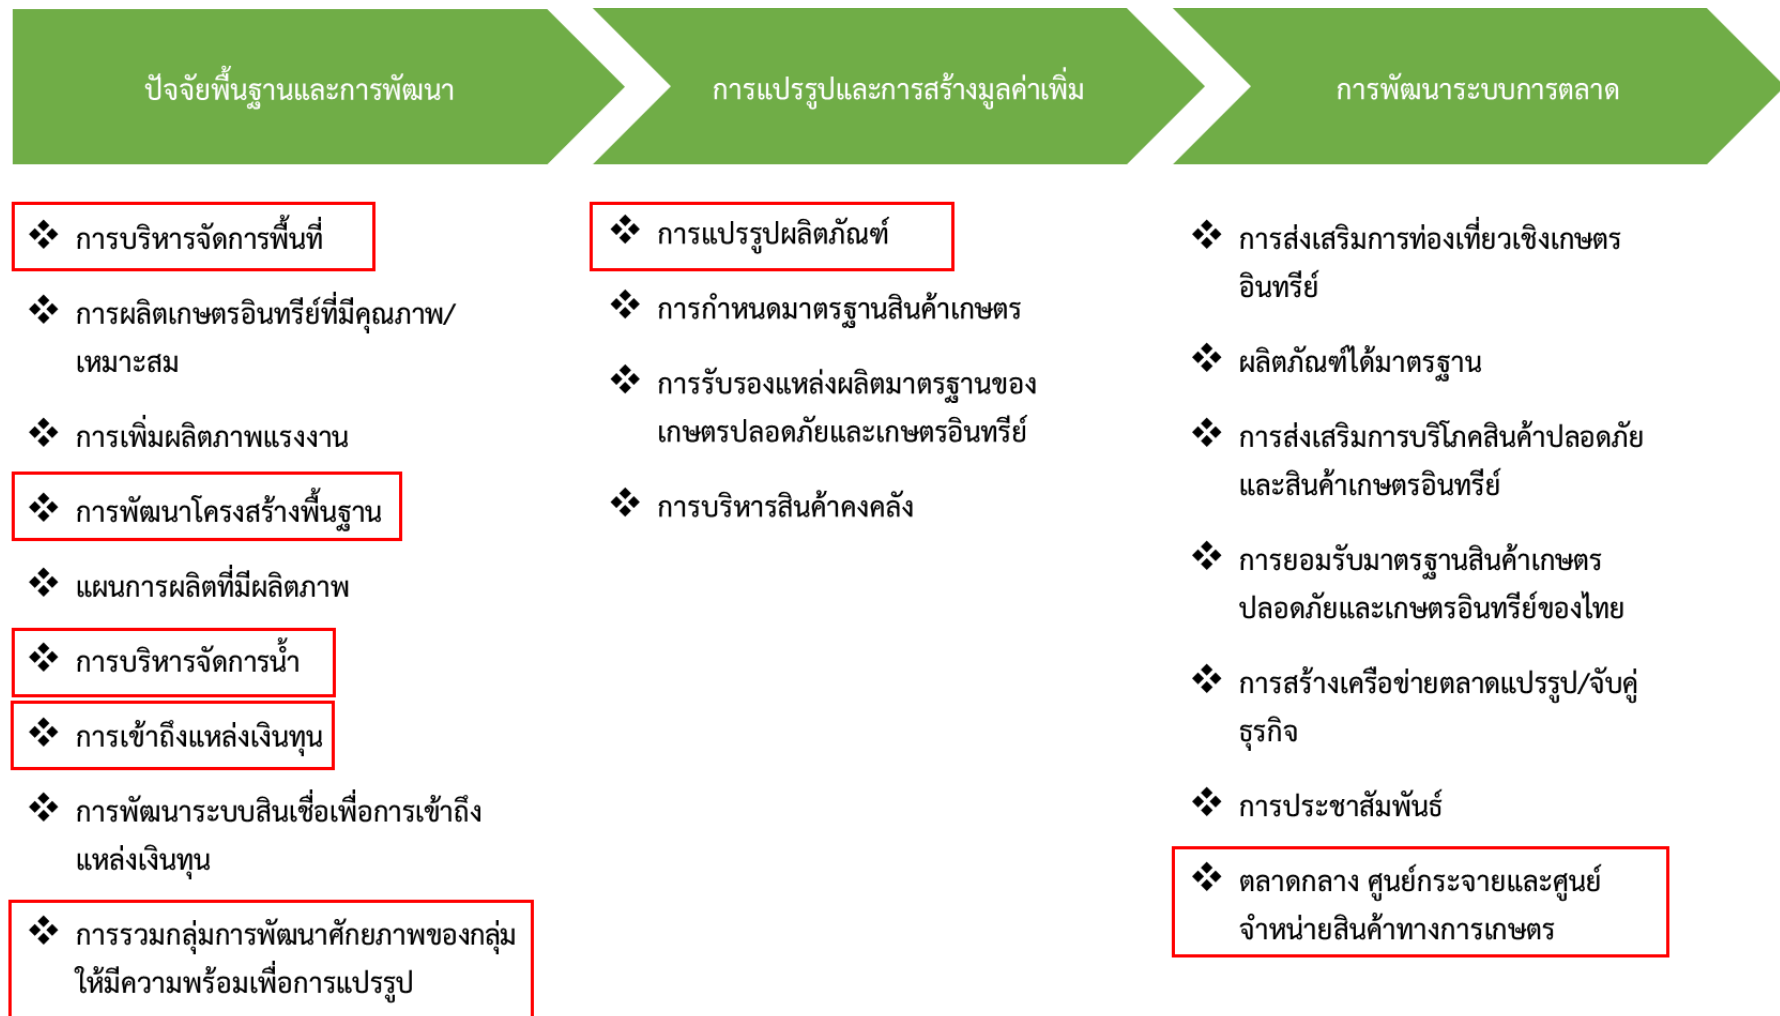 ปัจจัยพื้นฐานและการพัฒนา
การบริหารจัดการพื้นที่
การผลิตเกษตรอินทรีย์ที่มีคุณภาพ/
เหมาะสม
การเพิ่มผลิตภาพแรงงาน
การพัฒนาโครงสร้างพื้นฐาน
แผนการผลิตที่มีผลิตภาพ
การบริหารจัดการน้ำ
การเข้าถึงแหล่งเงินทุน
การพัฒนาระบบสินเชื่อเพื่อการเข้าถึง
แหล่งเงินทุน
การรวมกลุ่มการพัฒนาศักยภาพของกลุ่ม
ให้มีความพร้อมเพื่อการแปรรูป
การแปรรูปและการสร้างมูลค่าเพิ่ม
การแปรรูปผลิตภัณฑ์
การกำหนดมาตรฐานสินค้าเกษตร
การรับรองแหล่งผลิตมาตรฐานของ
เกษตรปลอดภัยและเกษตรอินทรีย์
การบริหารสินค้าคงคลัง
การพัฒนาระบบการตลาด
การส่งเสริมการท่องเที่ยวเชิงเกษตร
อินทรีย์
ผลิตภัณฑ์ได้มาตรฐาน
การส่งเสริมการบริโภคสินค้าปลอดภัย
และสินค้าเกษตรอินทรีย์
การยอมรับมาตรฐานสินค้าเกษตร
ปลอดภัยและเกษตรอินทรีย์ของไทย
การสร้างเครือข่ายตลาดแปรรูป/จับคู่
ธุรกิจ
การประชาสัมพันธ์
ตลาดกลาง ศูนย์กระจายและศูนย์
จำหน่ายสินค้าทางการเกษตร